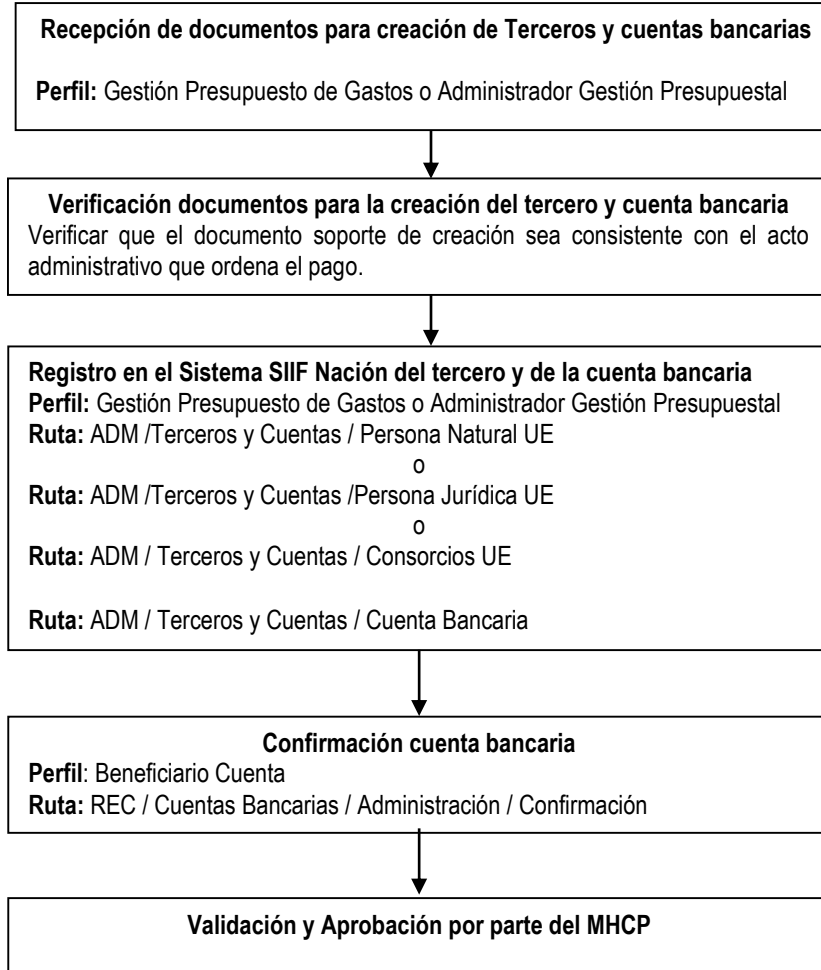 Recepción de documentos para creación de Terceros y cuentas bancarias
Perfil: Gestión Presupuesto de Gastos o Administrador Gestión Presupuestal
Verificación documentos para la creación del tercero y cuenta bancaria
Verificar que el documento soporte de creación sea consistente con el acto
administrativo que ordena el pago.
Registro en el Sistema SIIF Nación del tercero y de la cuenta bancaria
Perfil: Gestión Presupuesto de Gastos o Administrador Gestión Presupuestal
Ruta: ADM /Terceros y Cuentas / Persona Natural UE
o
Ruta: ADM /Terceros y Cuentas /Persona Jurídica UE
o
Ruta: ADM / Terceros y Cuentas / Consorcios UE
Ruta: ADM / Terceros y Cuentas / Cuenta Bancaria
Confirmación cuenta bancaria
Perfil: Beneficiario Cuenta
Ruta: REC / Cuentas Bancarias / Administración / Confirmación
Validación y Aprobación por parte del MHCP